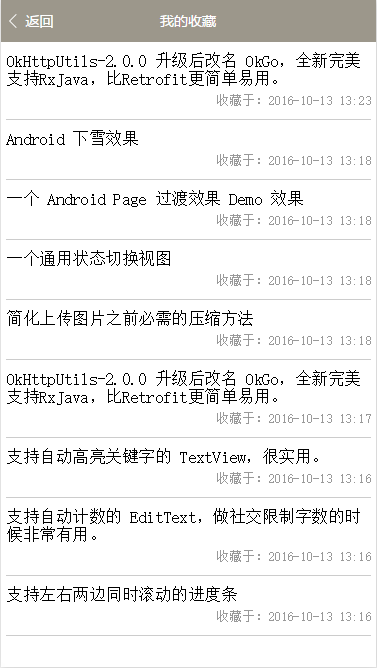 返回
我的收藏
OkHttpUtils-2.0.0 升级后改名 OkGo，全新完美
支持RxJava，比Retrofit更简单易用。
收藏于：2016-10-13 13:23
Android 下雪效果
收藏于：2016-10-13 13:18
一个 Android Page 过渡效果 Demo 效果
收藏于：2016-10-13 13:18
一个通用状态切换视图
收藏于：2016-10-13 13:18
简化上传图片之前必需的压缩方法
收藏于：2016-10-13 13:18
OkHttpUtils-2.0.0 升级后改名 OkGo，全新完美
支持RxJava，比Retrofit更简单易用。
收藏于：2016-10-13 13:17
支持自动高亮关键字的 TextView，很实用。
收藏于：2016-10-13 13:16
支持自动计数的 EditText，做社交限制字数的时
候非常有用。
收藏于：2016-10-13 13:16
支持左右两边同时滚动的进度条
收藏于：2016-10-13 13:16